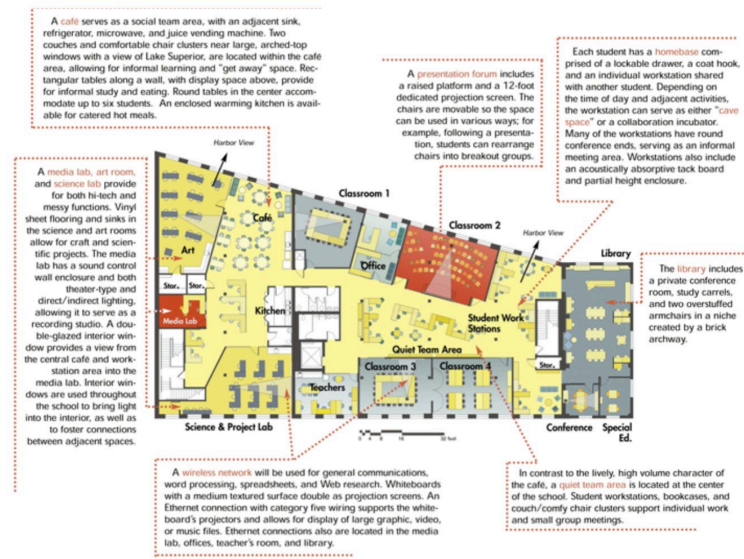 A café serves as a social team area, with an adjacent sink,
refrigerator, microwave, and juice vending machine. Two
couches and comfortable chair clusters near large, arched-top
windows with a view of Lake Superior, are located within the café
area, allowing for informal learning and "get away" space. Rec-
tangular tables along a wall, with display space above, provide
for informal study and eating. Round tables in the center accom-
modate up to six students. An enclosed warming kitchen is avail-
able for catered hot meals.
A presentation forum includes
a raised platform and a 12-foot
dedicated projection screen. The
chairs are movable so the space
can be used in various ways; for
example, following a presenta-
tion, students can rearrange
chairs into breakout groups.
Each student has a homebase com-
prised of a lockable drawer, a coat hook,
and an individual workstation shared
with another student. Depending on
the time of day and adjacent activities,
the workstation can serve as either "cave
space" or a collaboration incubator.
Many of the workstations have round
conference ends, serving as an informal
meeting area. Workstations also include
an acoustically absorptive tack board
and partial height enclosure.
A media lab, art room,
and science lab provide
for both hi-tech and
messy functions. Vinyl
sheet flooring and sinks in
the science and art rooms
allow for craft and scien-
tific projects. The media
lab has a sound control
wall enclosure and both
theater-type and
direct/indirect lighting,
allowing it to serve as a
recording studio. A dou-
ble-glazed interior win-
dow provides a view from
the central café and work-
station area into the
media lab. Interior win-
dows are used throughout
the school to bring light
into the interior, as well as
to foster connections
between adjacent spaces.
Harbor View
Classroom 1
Classroom 2
Harbor View
Café
Art
Office
Library
Stor.
Stor.
Kitchen
Media Lab
Student Work
Stations
Quiet Team Area
Stor.
Classroom 3
Classroom 4
Teachers
Science & Project Lab
Conference
Special
Ed.
0 4 8 16 32 feet
The library includes
a private conference
room, study carrels,
and two overstuffed
armchairs in a niche
created by a brick
archway.
A wireless network will be used for general communications,
word processing, spreadsheets, and Web research. Whiteboards
with a medium textured surface double as projection screens. An
Ethernet connection with category five wiring supports the white-
board's projectors and allows for display of large graphic, video,
or music files. Ethernet connections also are located in the media
lab, offices, teacher's room, and library.
In contrast to the lively, high volume character of
the café, a quiet team area is located at the center
of the school. Student workstations, bookcases, and
couch/comfy chair clusters support individual work
and small group meetings.